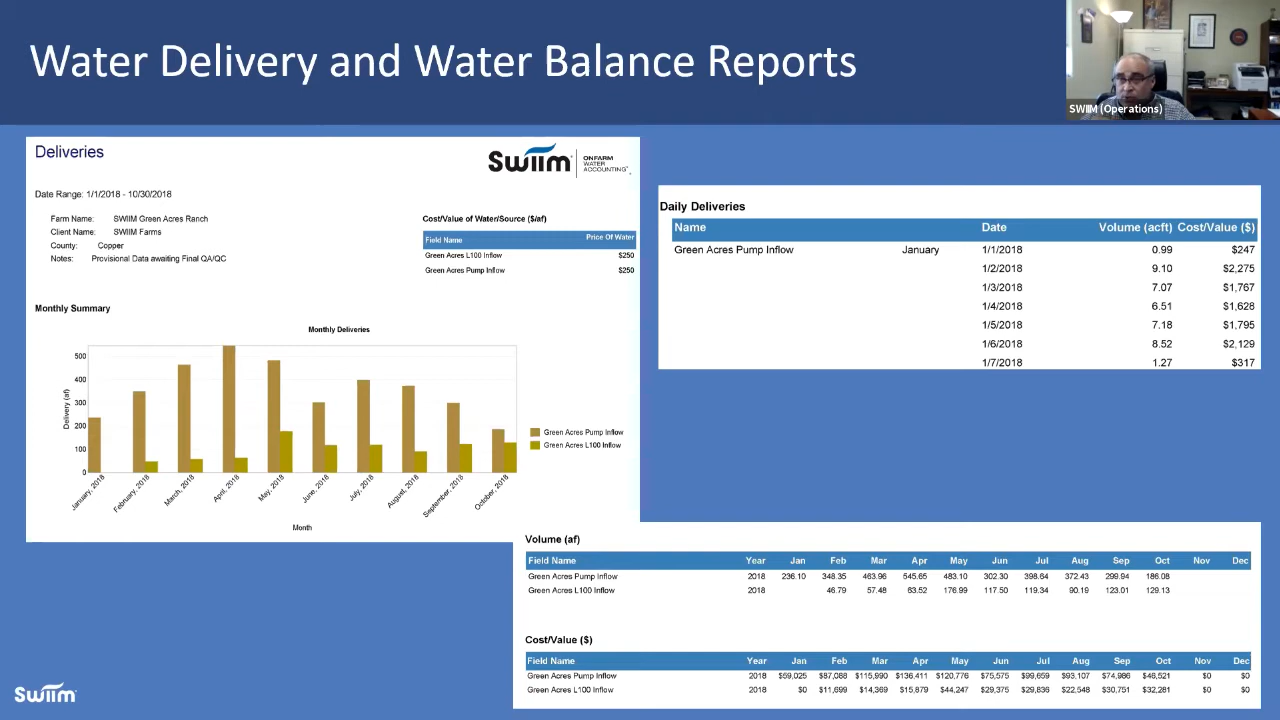 Water Delivery and Water Balance Reports
SWIIM (Operations)
Deliveries
Swiim ONFARM WATER ACCOUNTING
Date Range: 1/1/2018 - 10/30/2018
Farm Name: SWIIM Green Acres Ranch
Client Name: SWIIM Farms
County: Copper
Notes: Provisional Data awaiting Final QA/QC
Cost/Value of Water/Source ($/af)
Field Name Price Of Water
Green Acres L100 Inflow $250
Green Acres Pump Inflow $250
Monthly Summary
Monthly Deliveries
Delivery (af)
500
400
300
200
100
0
January, 2018
February, 2018
March, 2018
April, 2018
May, 2018
June, 2018
July, 2018
August, 2018
September, 2018
October, 2018
Month
Green Acres Pump Inflow
Green Acres L100 Inflow
Daily Deliveries
Name Date Volume (acft) Cost/Value ($)
Green Acres Pump Inflow January 1/1/2018 0.99 $247
1/2/2018 9.10 $2,275
1/3/2018 7.07 $1,767
1/4/2018 6.51 $1,628
1/5/2018 7.18 $1,795
1/6/2018 8.52 $2,129
1/7/2018 1.27 $317
Volume (af)
Field Name Year Jan Feb Mar Apr May Jun Jul Aug Sep Oct Nov Dec
Green Acres Pump Inflow 2018 236.10 348.35 463.96 545.65 483.10 302.30 398.64 372.43 299.94 186.08
Green Acres L100 Inflow 2018 46.79 57.48 63.52 176.99 117.50 119.34 90.19 123.01 129.13
Cost/Value ($)
Field Name Year Jan Feb Mar Apr May Jun Jul Aug Sep Oct Nov Dec
Green Acres Pump Inflow 2018 $59,025 $87,088 $115,990 $136,411 $120,776 $75,575 $99,659 $93,107 $74,986 $46,521 $0 $0
Green Acres L100 Inflow 2018 $0 $11,699 $14,369 $15,879 $44,247 $29,375 $29,836 $22,548 $30,751 $32,281 $0 $0
Swiim